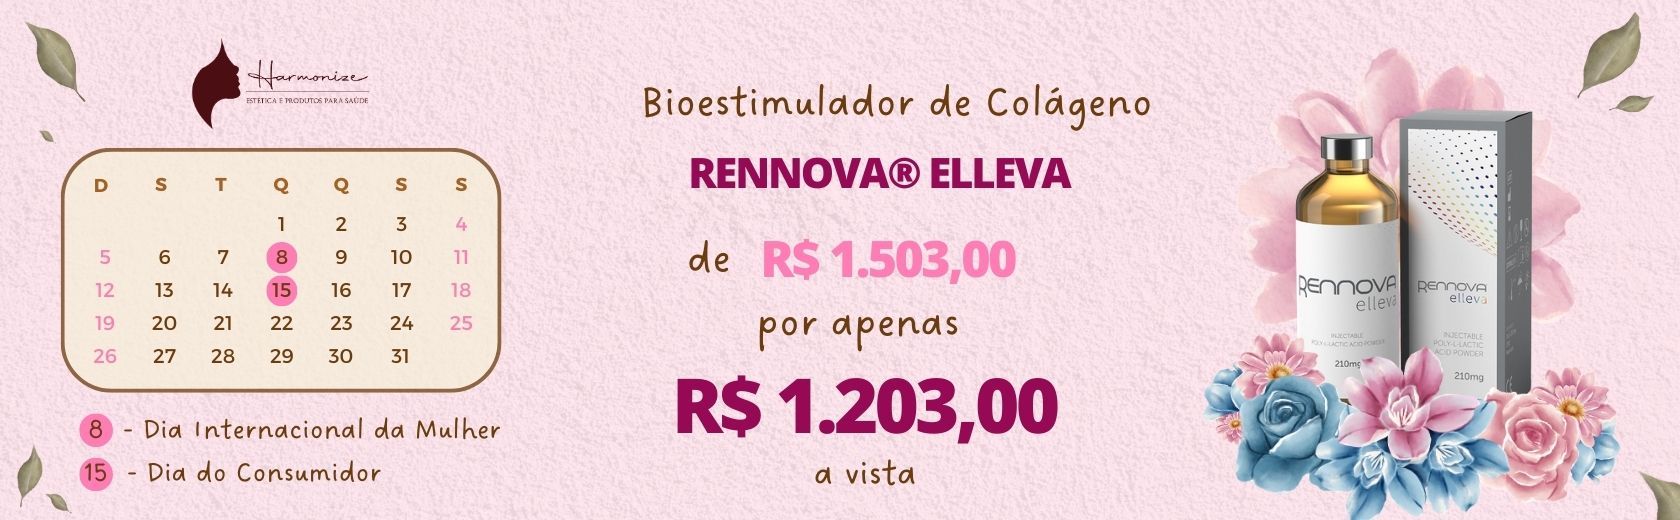 Harmonize
ESTÉTICA E PRODUTOS PARA SAÚDE
D S T Q Q S S
1 2 3 4
5 6 7 8 9 10 11
12 13 14 15 16 17 18
19 20 21 22 23 24 25
26 27 28 29 30 31
8 - Dia Internacional da Mulher
15 - Dia do Consumidor
Bioestimulador de Colágeno
RENNOVA® ELLEVA
de R$ 1.503,00
por apenas
R$ 1.203,00
a vista
RENNOVA
elleva
INJECTABLE
POLY-L-LACTIC ACID POWDER
210mg
RENNOVA
elleva
INJECTABLE
POLY-L-LACTIC
ACID POWDER
210mg